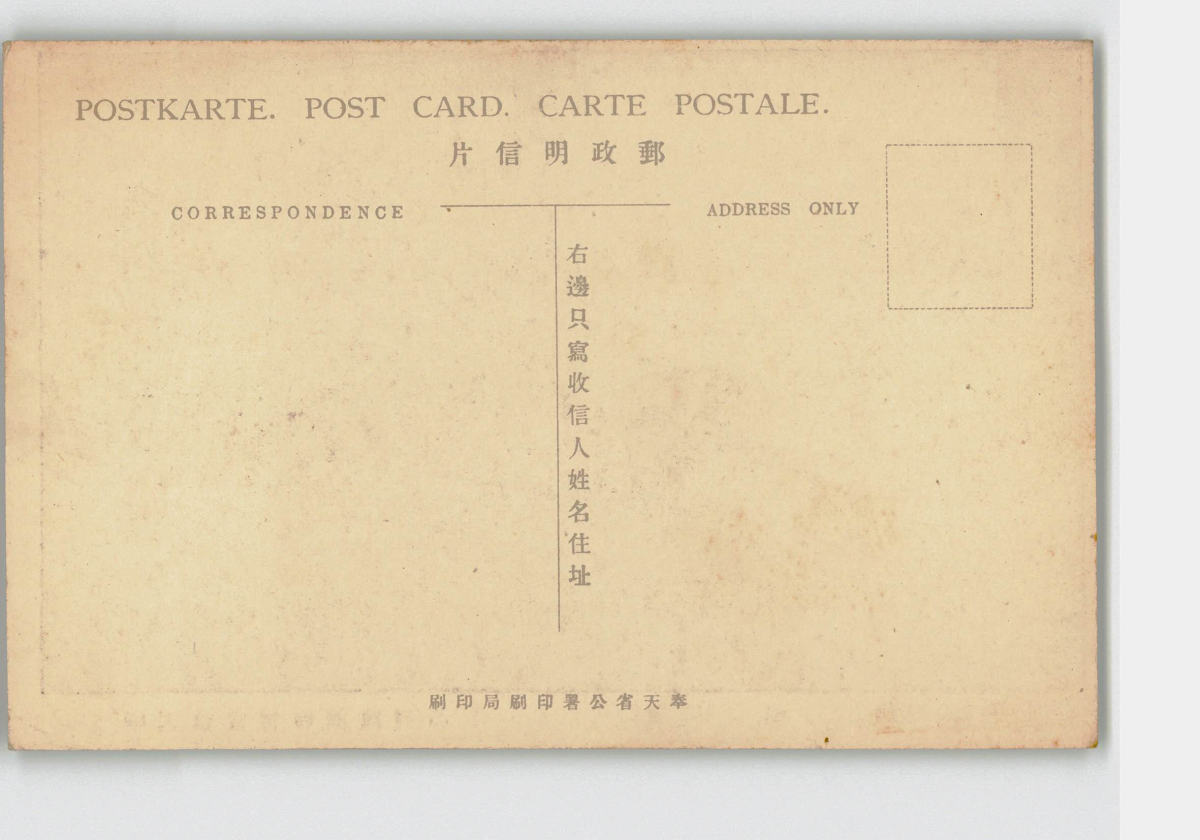 POSTKARTE. POST CARD. CARTE POSTALE.
郵政明信片
CORRESPONDENCE
ADDRESS ONLY
右邊只寫收信人姓名住址
奉天省公署印刷局印刷